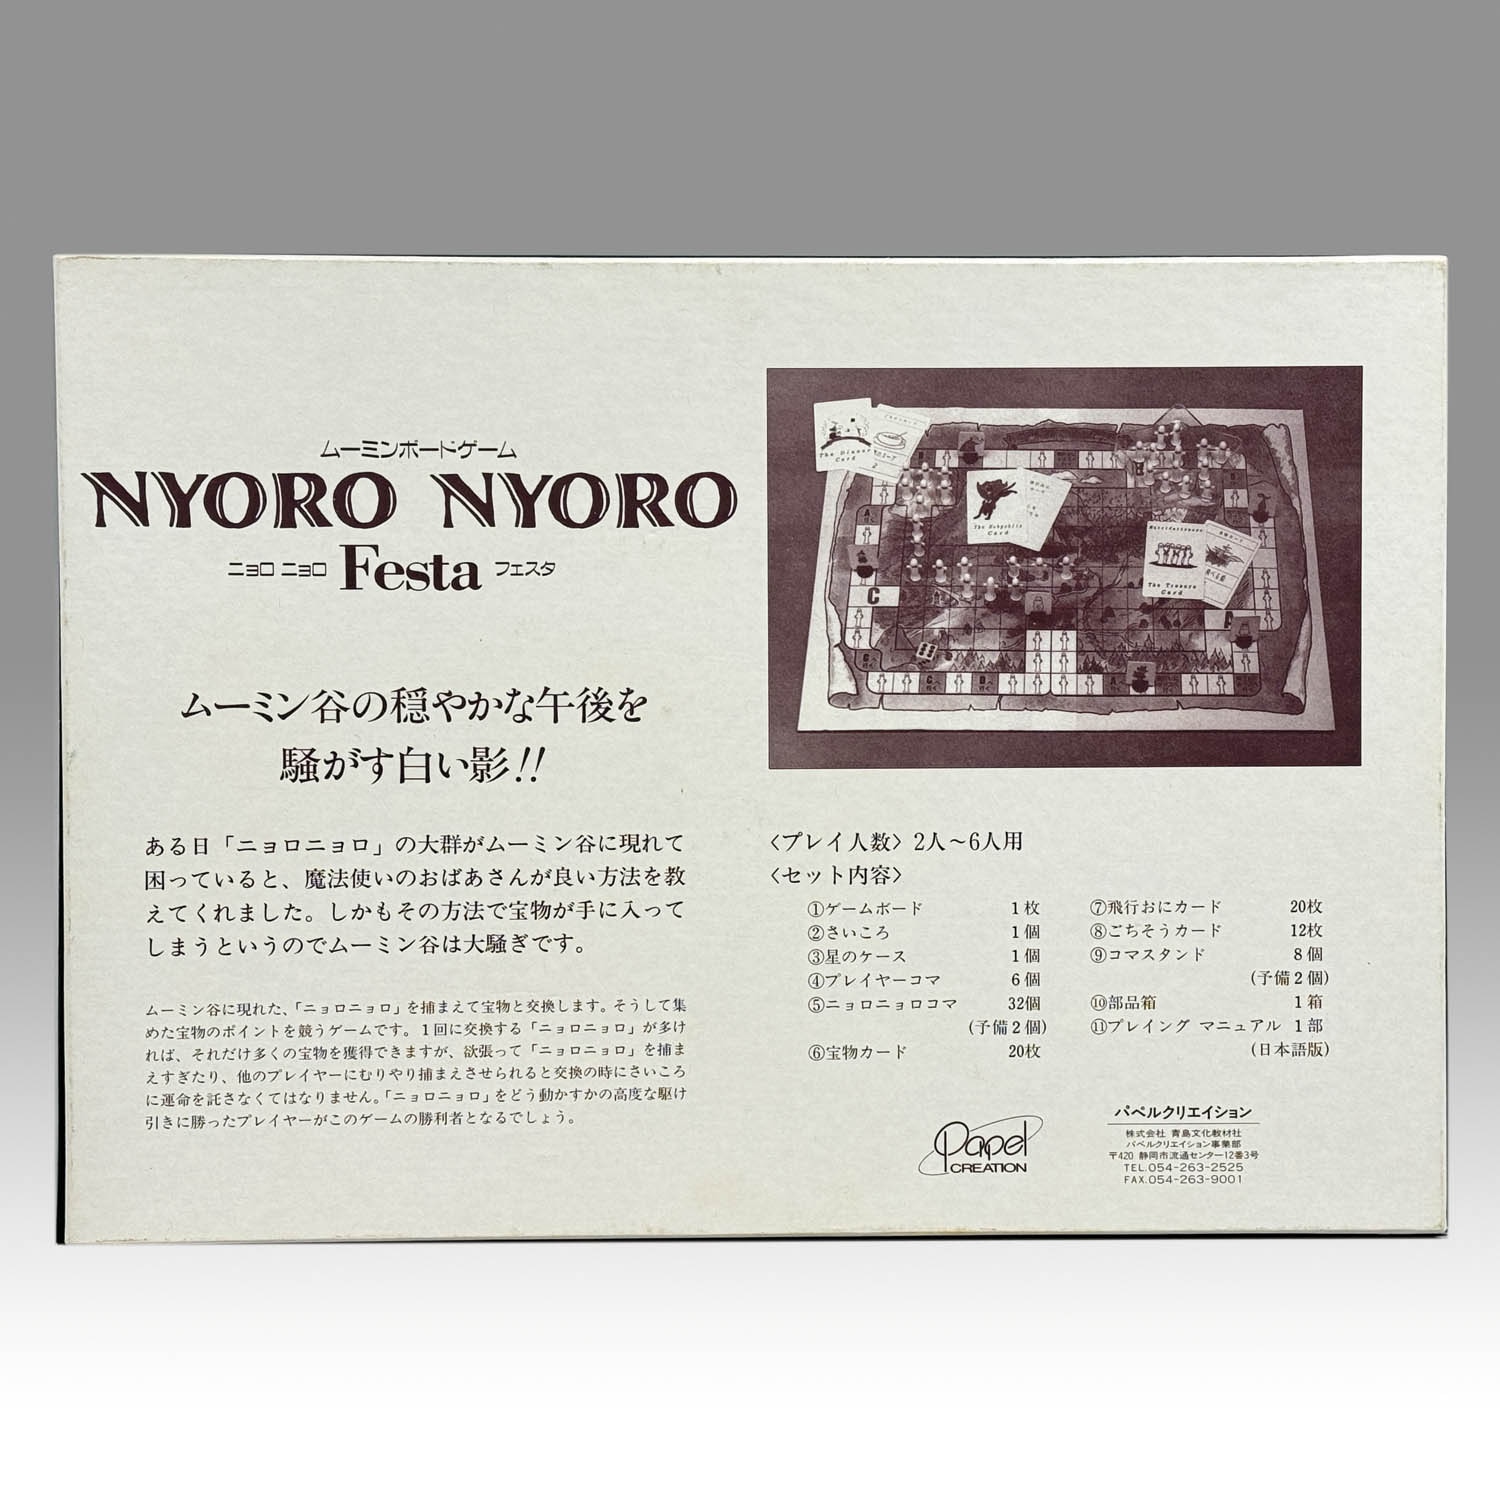 ムーミンボードゲーム
NYORO NYORO
ニョロ ニョロ Festa フェスタ
ムーミン谷の穏やかな午後を
騒がす白い影!!
ある日「ニョロニョロ」の大群がムーミン谷に現れて
困っていると、魔法使いのおばあさんが良い方法を教
えてくれました。しかもその方法で宝物が手に入って
しまうというのでムーミン谷は大騒ぎです。
ムーミン谷に現れた、「ニョロニョロ」を捕まえて宝物と交換します。そうして集
めた宝物のポイントを競うゲームです。1回に交換する「ニョロニョロ」が多け
れば、それだけ多くの宝物を獲得できますが、欲張って「ニョロニョロ」を捕ま
えすぎたり、他のプレイヤーにむりやり捕まえさせられると交換の時にさいころ
に運命を託さなくてはなりません。「ニョロニョロ」をどう動かすかの高度な駆け
引きに勝ったプレイヤーがこのゲームの勝利者となるでしょう。
The Dinner
Card
The Hobgoblin
Card
The Treasure
Card
C
〈プレイ人数〉2人〜6人用
〈セット内容〉
①ゲームボード 1枚
②さいころ 1個
③星のケース 1個
④プレイヤーコマ 6個
⑤ニョロニョロコマ 32個
(予備2個)
⑥宝物カード 20枚
⑦飛行おにカード 20枚
⑧ごちそうカード 12枚
⑨コマスタンド 8個
(予備2個)
⑩部品箱 1箱
⑪プレイング マニュアル 1部
(日本語版)
Papel
CREATION
パペルクリエイション
株式会社 青島文化教材社
パペルクリエイション事業部
〒420 静岡市流通センター12番3号
TEL.054-263-2525
FAX.054-263-9001